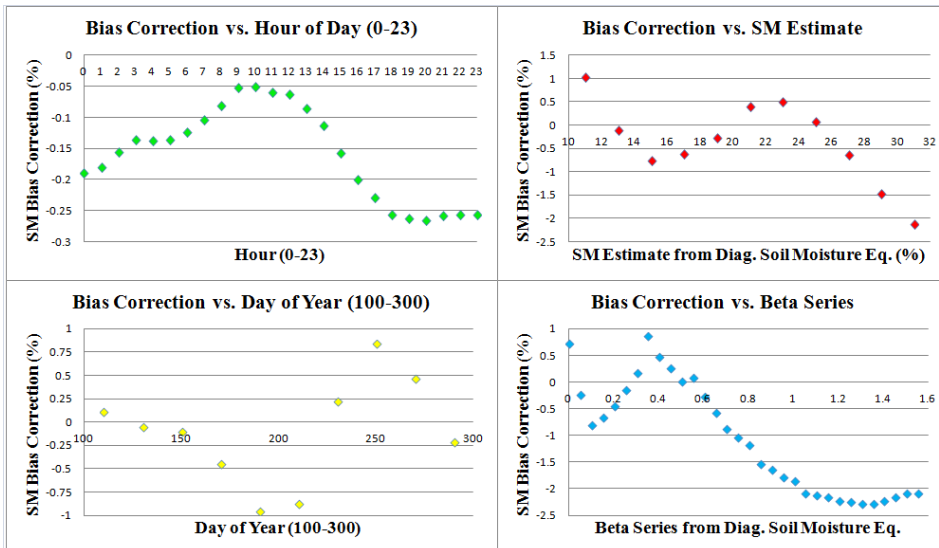 Bias Correction vs. Hour of Day (0-23)
SM Bias Correction (%)
0
-0.05
-0.1
-0.15
-0.2
-0.25
-0.3
0 1 2 3 4 5 6 7 8 9 10 11 12 13 14 15 16 17 18 19 20 21 22 23
Hour (0-23)
Bias Correction vs. SM Estimate
SM Bias Correction (%)
1.5
1
0.5
0
-0.5
-1
-1.5
-2
-2.5
10 12 14 16 18 20 22 24 26 28 30 32
SM Estimate from Diag. Soil Moisture Eq. (%)
Bias Correction vs. Day of Year (100-300)
SM Bias Correction (%)
1
0.75
0.5
0.25
0
-0.25
-0.5
-0.75
-1
100 150 200 250 300
Day of Year (100-300)
Bias Correction vs. Beta Series
SM Bias Correction (%)
1
0.5
0
-0.5
-1
-1.5
-2
-2.5
0 0.2 0.4 0.6 0.8 1 1.2 1.4 1.6
Beta Series from Diag. Soil Moisture Eq.